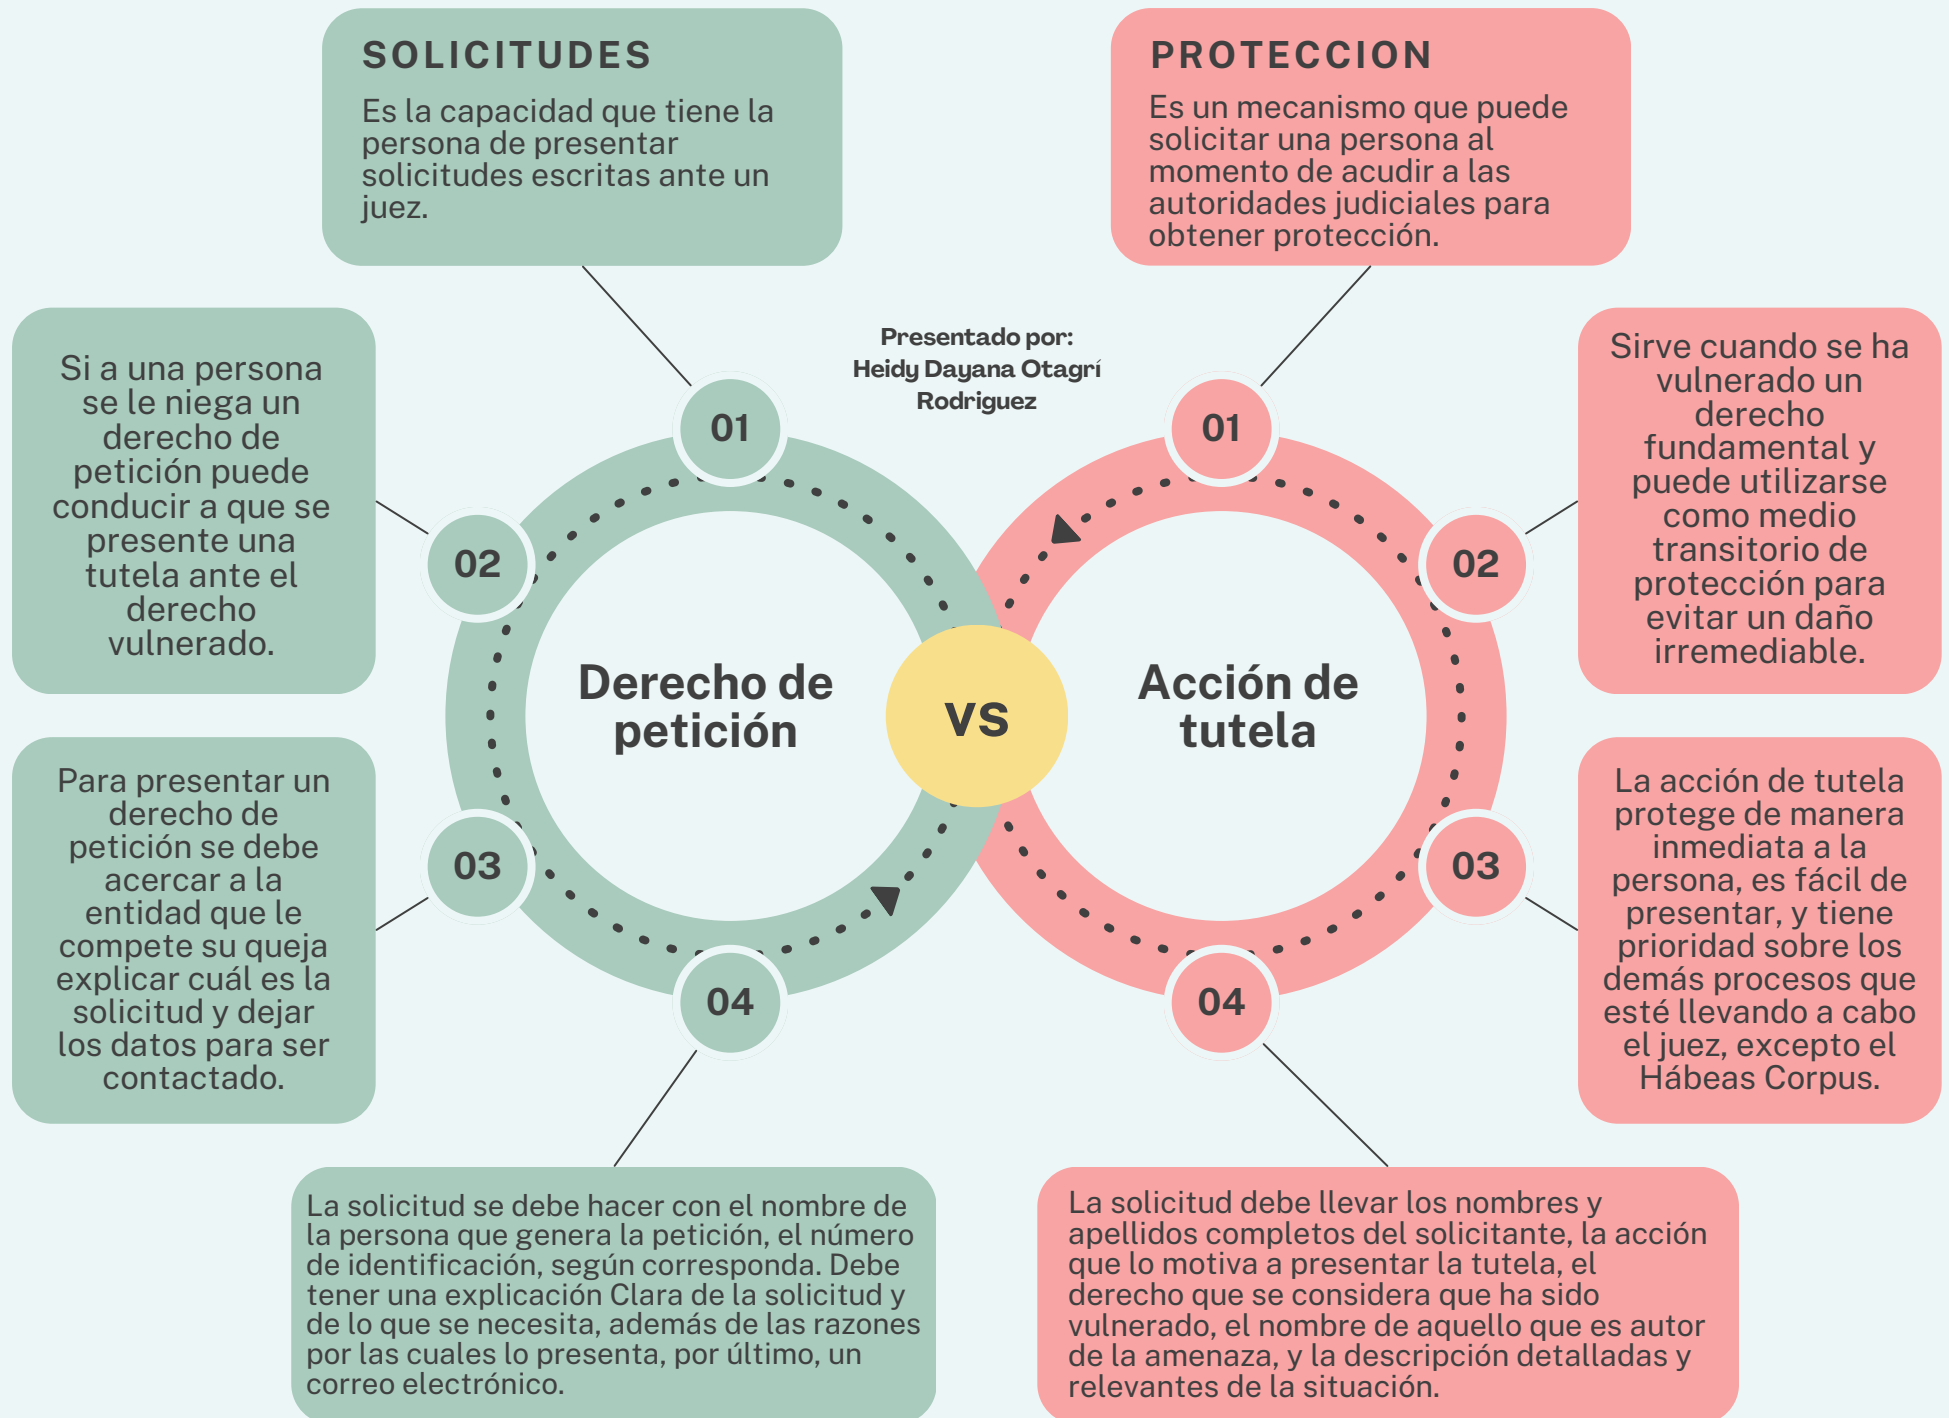 SOLICITUDES
Es la capacidad que tiene la
persona de presentar
solicitudes escritas ante un
juez.
PROTECCION
Es un mecanismo que puede
solicitar una persona al
momento de acudir a las
autoridades judiciales para
obtener protección.
Presentado por:
Heidy Dayana Otagrí
Rodriguez
Si a una persona
se le niega un
derecho de
petición puede
conducir a que se
presente una
tutela ante el
derecho
vulnerado.
01
02
03
04
Derecho de
petición
vs
Acción de
tutela
01
02
03
04
Sirve cuando se ha
vulnerado un
derecho
fundamental y
puede utilizarse
como medio
transitorio de
protección para
evitar un daño
irremediable.
Para presentar un
derecho de
petición se debe
acercar a la
entidad que le
compete su queja
explicar cuál es la
solicitud y dejar
los datos para ser
contactado.
La acción de tutela
protege de manera
inmediata a la
persona, es fácil de
presentar, y tiene
prioridad sobre los
demás procesos que
esté llevando a cabo
el juez, excepto el
Hábeas Corpus.
La solicitud se debe hacer con el nombre de
la persona que genera la petición, el número
de identificación, según corresponda. Debe
tener una explicación Clara de la solicitud y
de lo que se necesita, además de las razones
por las cuales lo presenta, por último, un
correo electrónico.
La solicitud debe llevar los nombres y
apellidos completos del solicitante, la acción
que lo motiva a presentar la tutela, el
derecho que se considera que ha sido
vulnerado, el nombre de aquello que es autor
de la amenaza, y la descripción detalladas y
relevantes de la situación.